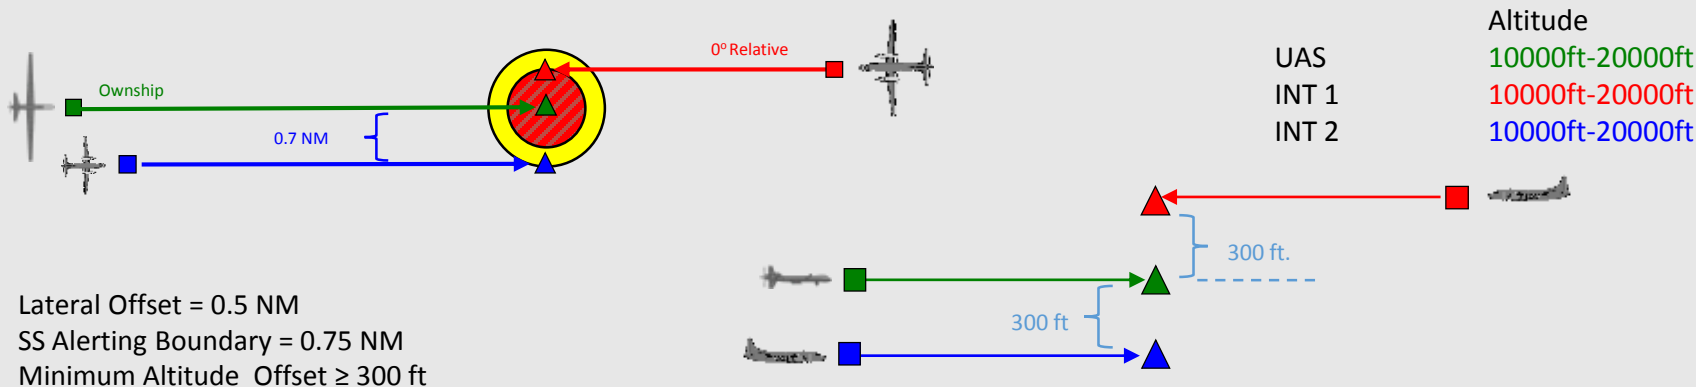 Altitude
UAS 10000ft-20000ft
INT 1 10000ft-20000ft
INT 2 10000ft-20000ft
0° Relative
Ownship
0.7 NM
300 ft.
300 ft
Lateral Offset = 0.5 NM
SS Alerting Boundary = 0.75 NM
Minimum Altitude Offset ≥ 300 ft